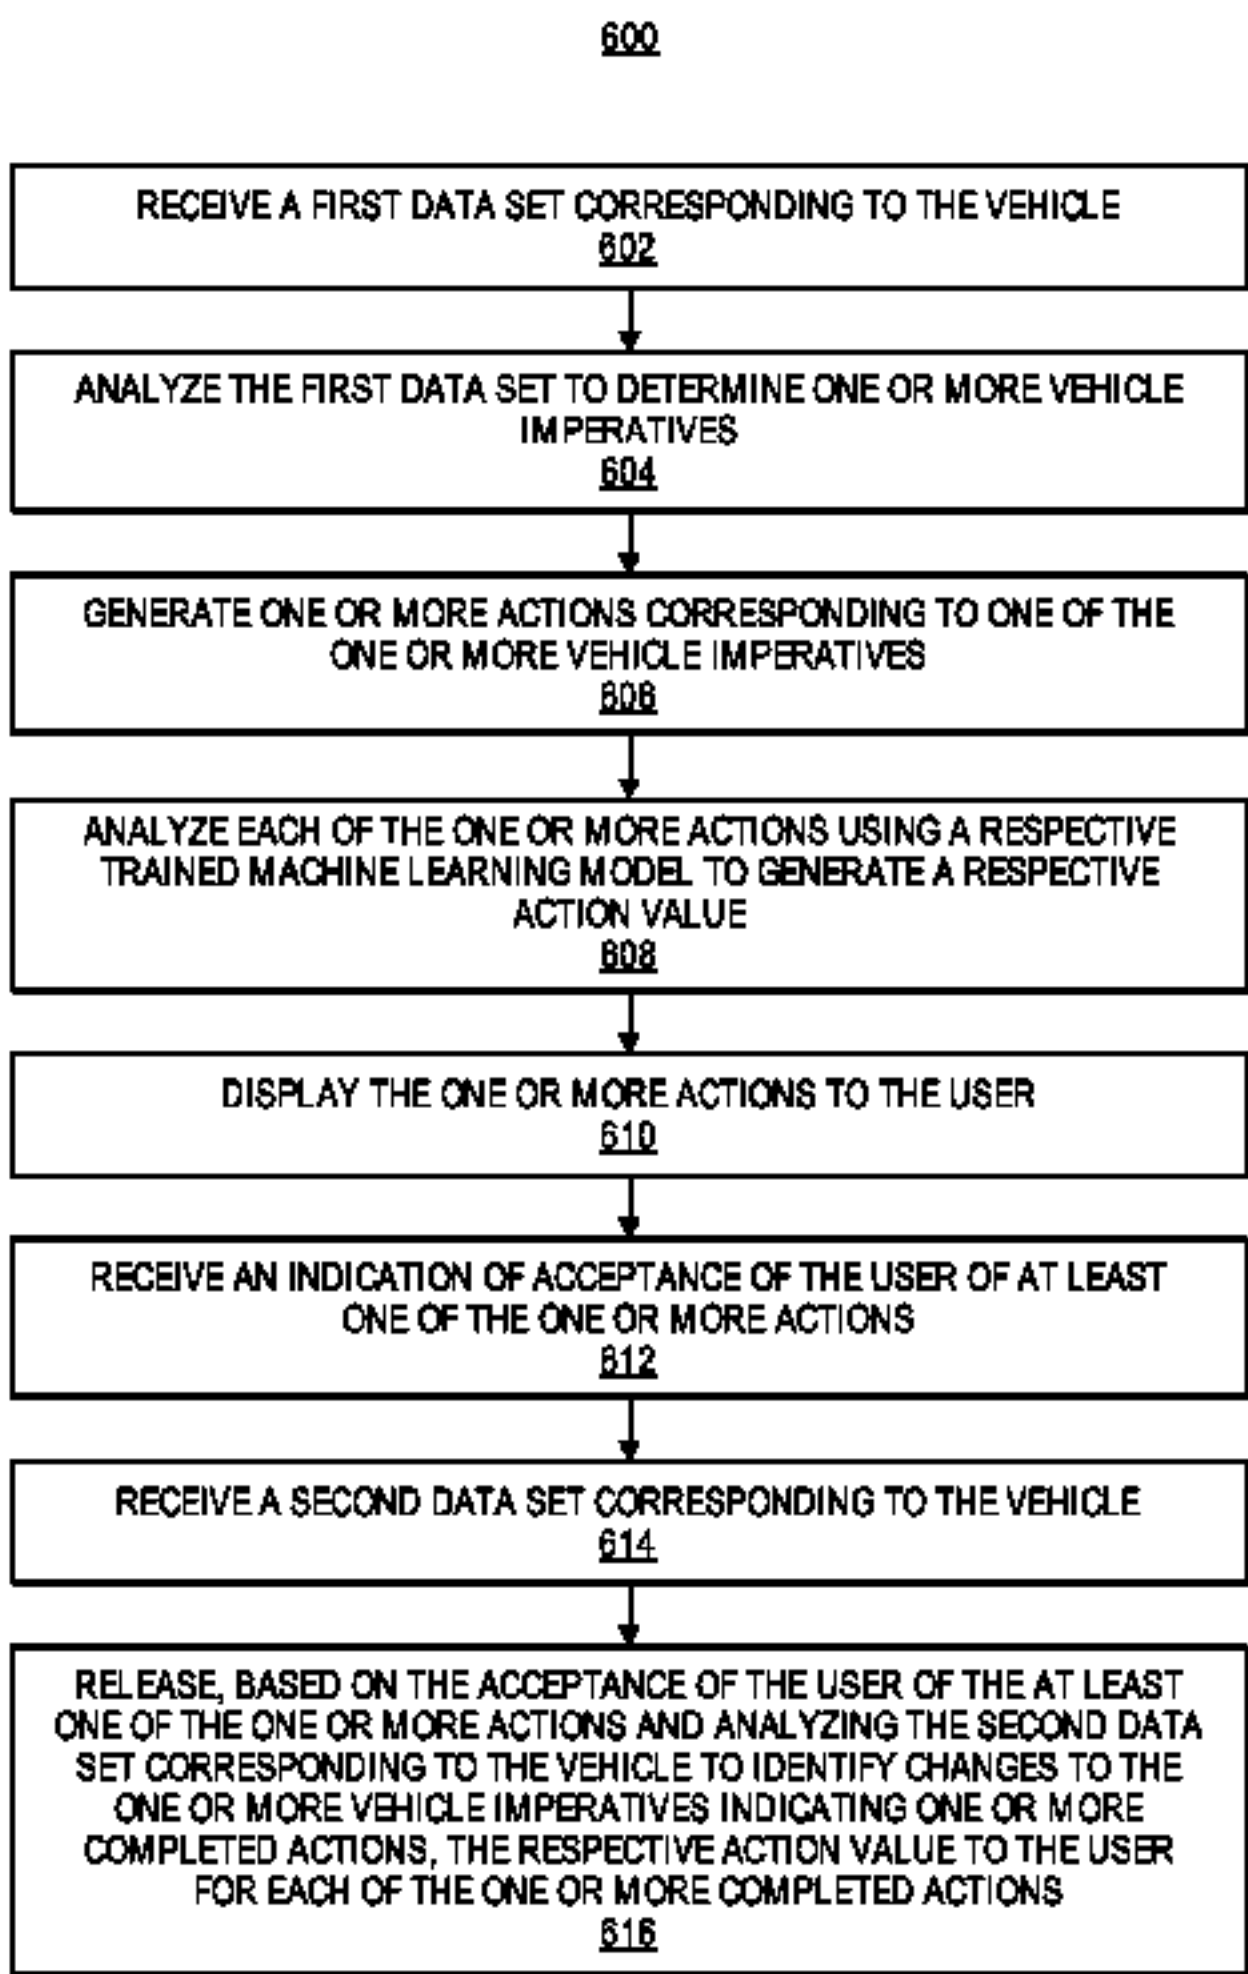 600
RECEIVE A FIRST DATA SET CORRESPONDING TO THE VEHICLE
602
ANALYZE THE FIRST DATA SET TO DETERMINE ONE OR MORE VEHICLE
IMPERATIVES
604
GENERATE ONE OR MORE ACTIONS CORRESPONDING TO ONE OF THE
ONE OR MORE VEHICLE IMPERATIVES
606
ANALYZE EACH OF THE ONE OR MORE ACTIONS USING A RESPECTIVE
TRAINED MACHINE LEARNING MODEL TO GENERATE A RESPECTIVE
ACTION VALUE
608
DISPLAY THE ONE OR MORE ACTIONS TO THE USER
610
RECEIVE AN INDICATION OF ACCEPTANCE OF THE USER OF AT LEAST
ONE OF THE ONE OR MORE ACTIONS
612
RECEIVE A SECOND DATA SET CORRESPONDING TO THE VEHICLE
614
RELEASE, BASED ON THE ACCEPTANCE OF THE USER OF THE AT LEAST
ONE OF THE ONE OR MORE ACTIONS AND ANALYZING THE SECOND DATA
SET CORRESPONDING TO THE VEHICLE TO IDENTIFY CHANGES TO THE
ONE OR MORE VEHICLE IMPERATIVES INDICATING ONE OR MORE
COMPLETED ACTIONS, THE RESPECTIVE ACTION VALUE TO THE USER
FOR EACH OF THE ONE OR MORE COMPLETED ACTIONS
616